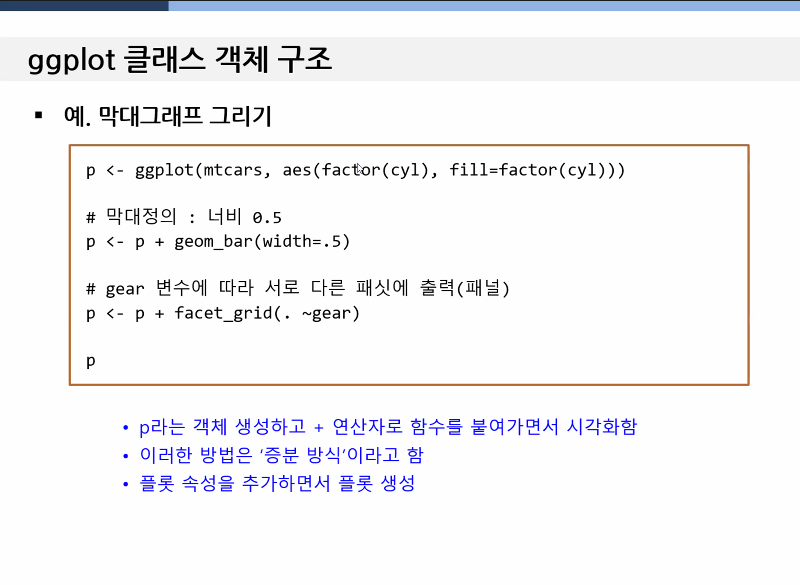 ggplot 클래스 객체 구조
▪ 예. 막대그래프 그리기
p <- ggplot(mtcars, aes(factor(cyl), fill=factor(cyl)))
# 막대정의 : 너비 0.5
p <- p + geom_bar(width=.5)
# gear 변수에 따라 서로 다른 패싯에 출력(패널)
p <- p + facet_grid(. ~gear)
p
• p라는 객체 생성하고 + 연산자로 함수를 붙여가면서 시각화함
• 이러한 방법은 ‘증분 방식’이라고 함
• 플롯 속성을 추가하면서 플롯 생성